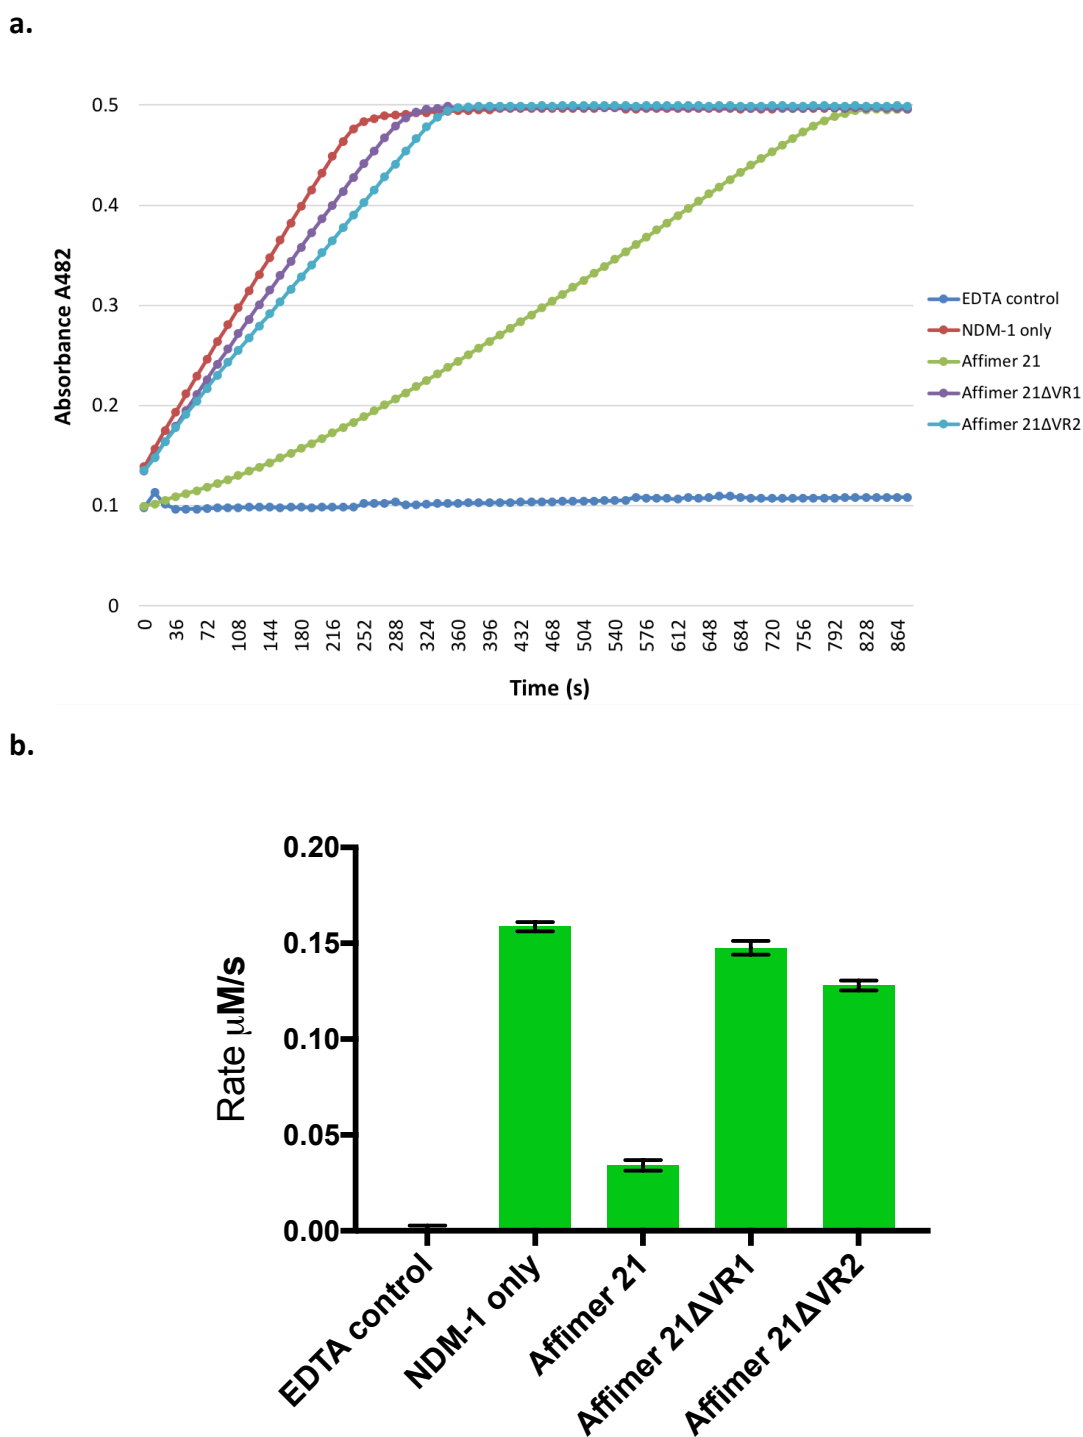 a.
0.5
0.4
0.3
0.2
0.1
0
Absorbance A482
0 36 72 108 144 180 216 252 288 324 360 396 432 468 504 540 576 612 648 684 720 756 792 828 864
Time (s)
EDTA control
NDM-1 only
Affimer 21
Affimer 21ΔVR1
Affimer 21ΔVR2
b.
0.20
0.15
0.10
0.05
0.00
Rate μM/s
EDTA control
NDM-1 only
Affimer 21
Affimer 21ΔVR1
Affimer 21ΔVR2